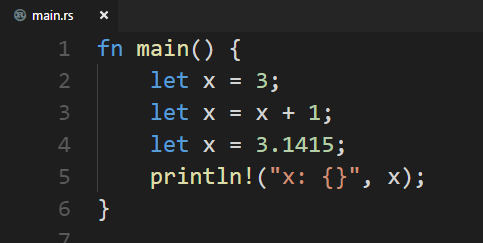 main.rs ×
1 fn main() {
2     let x = 3;
3     let x = x + 1;
4     let x = 3.1415;
5     println!("x: {}", x);
6 }
7